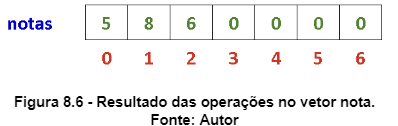 notas 5 8 6 0 0 0 0
0 1 2 3 4 5 6
Figura 8.6 - Resultado das operações no vetor nota.
Fonte: Autor